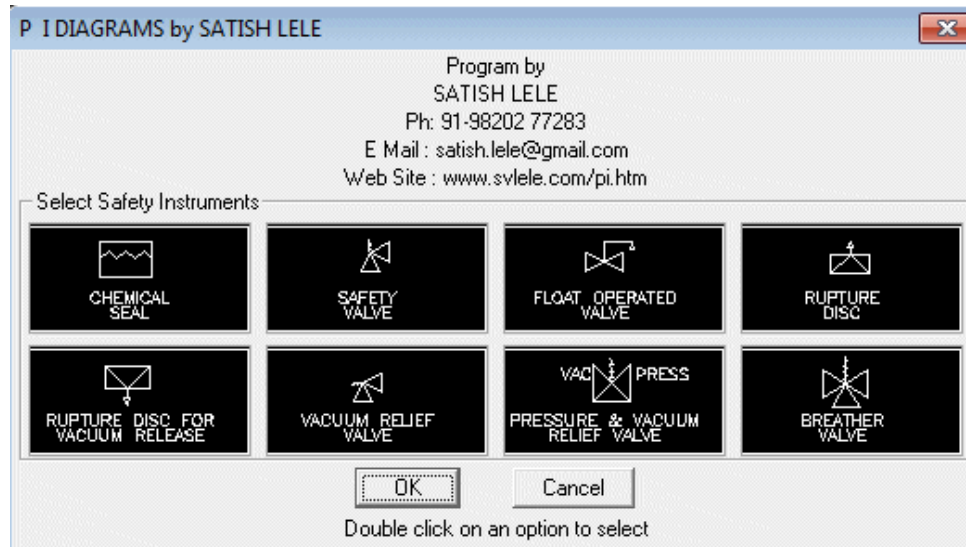 P I DIAGRAMS by SATISH LELE
Program by
SATISH LELE
Ph: 91-98202 77283
E Mail : satish.lele@gmail.com
Web Site : www.svlele.com/pi.htm
Select Safety Instruments
CHEMICAL
SEAL
SAFETY
VALVE
FLOAT OPERATED
VALVE
RUPTURE
DISC
RUPTURE DISC FOR
VACUUM RELEASE
VACUUM RELIEF
VALVE
VAC PRESS
PRESSURE & VACUUM
RELIEF VALVE
BREATHER
VALVE
OK
Cancel
Double click on an option to select